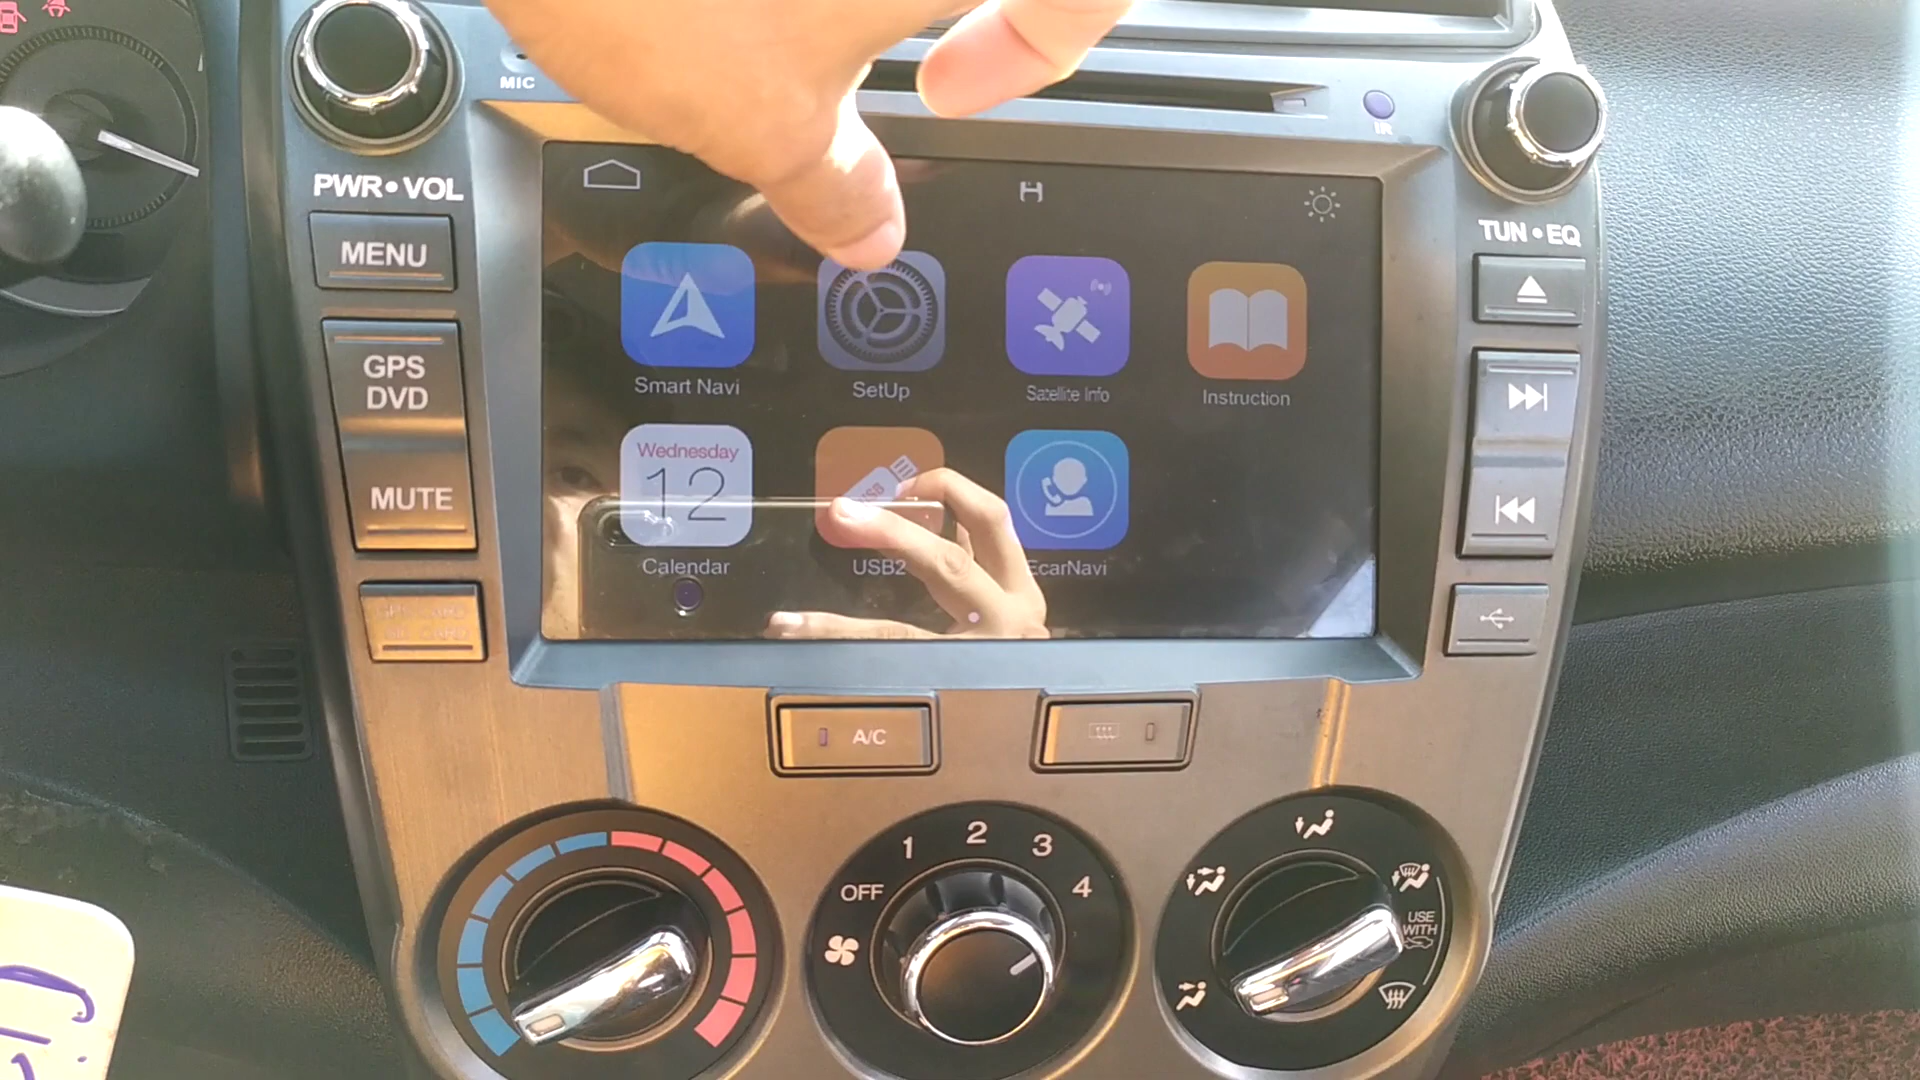 MIC
IR
PWR•VOL
TUN•EQ
MENU
GPS
DVD
MUTE
Smart Navi
SetUp
Satellite Info
Instruction
Wednesday
12
USB
Calendar
USB2
EcarNavi
A/C
OFF
1
2
3
4
USE
WITH